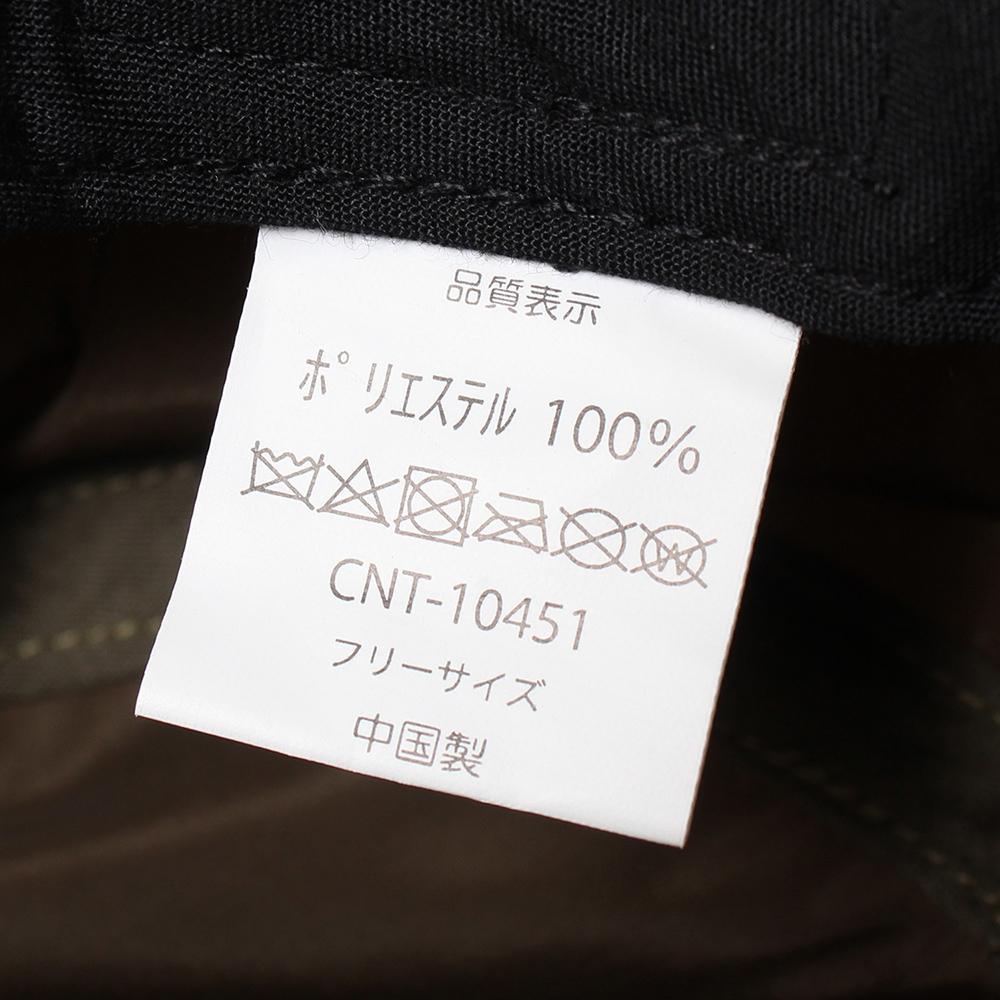 品質表示
ポリエステル 100%
W
CNT-10451
フリーサイズ
中国製